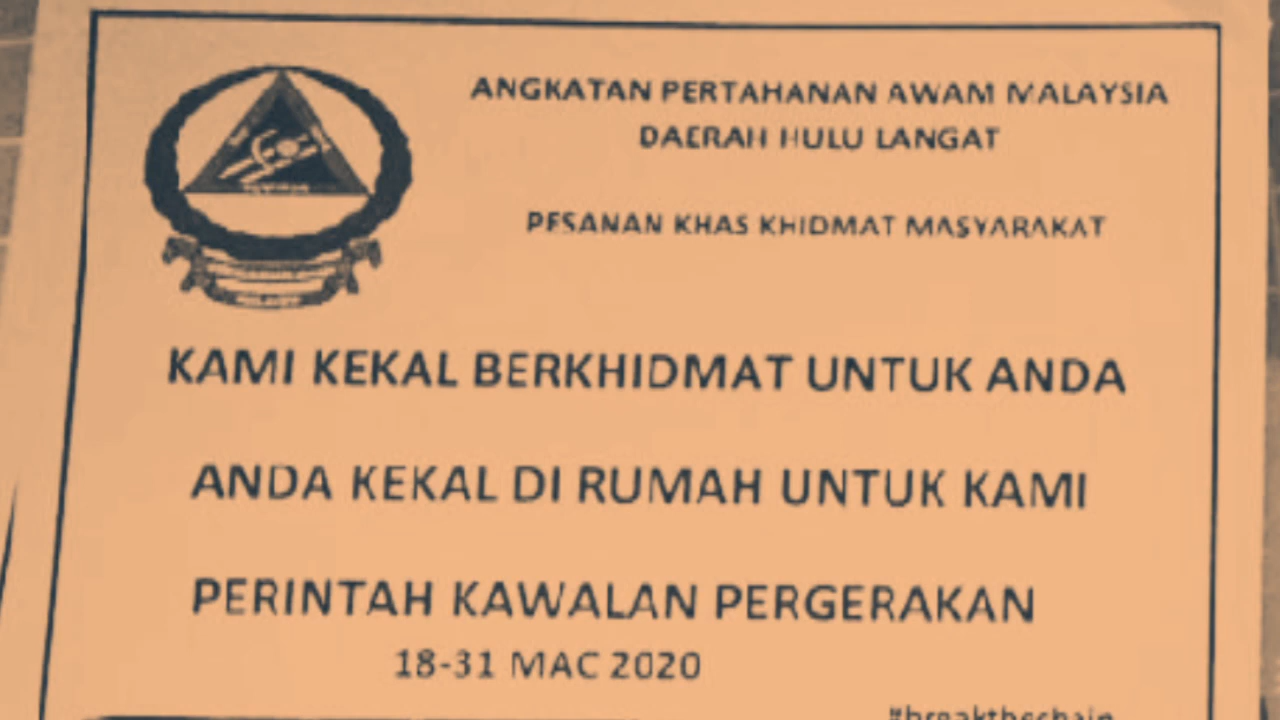 ANGKATAN PERTAHANAN AWAM MALAYSIA
DAERAH HULU LANGAT
PESANAN KHAS KHIDMAT MASYARAKAT
KAMI KEKAL BERKHIDMAT UNTUK ANDA
ANDA KEKAL DI RUMAH UNTUK KAMI
PERINTAH KAWALAN PERGERAKAN
18-31 MAC 2020
#breakthechain